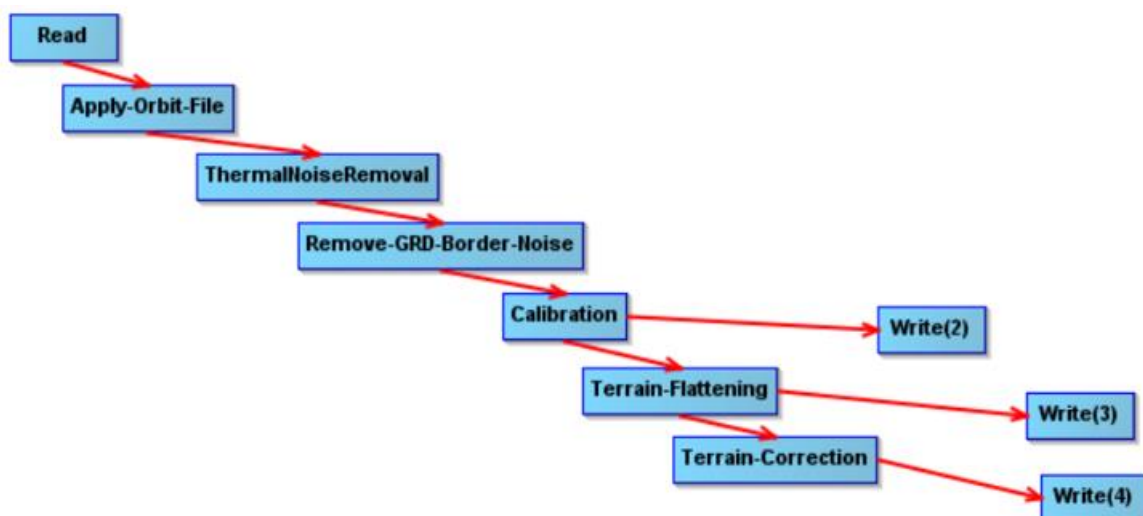 Read
Apply-Orbit-File
ThermalNoiseRemoval
Remove-GRD-Border-Noise
Calibration
Write(2)
Terrain-Flattening
Write(3)
Terrain-Correction
Write(4)